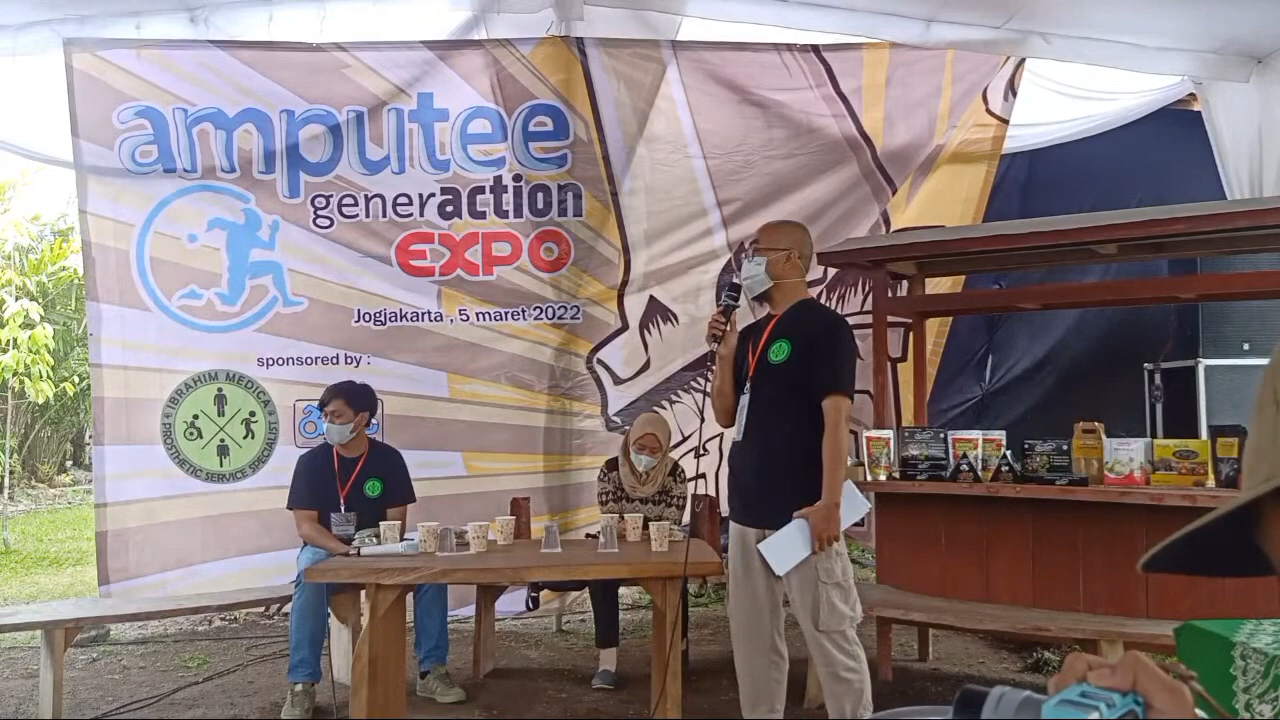 amputee
generaction
EXPO
Jogjakarta , 5 maret 2022
sponsored by :
IBRAHIM MEDICA
PROSTHETIC SERVICE SPECIALIST